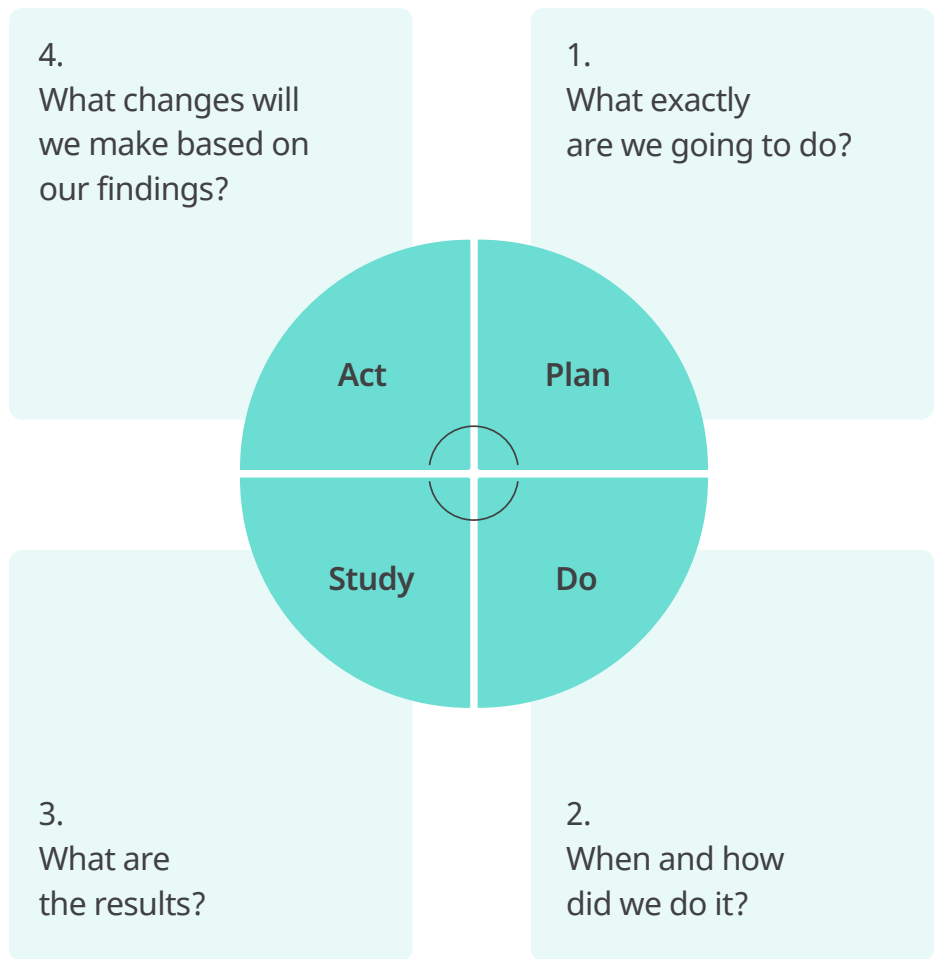 4.
What changes will
we make based on
our findings?
1.
What exactly
are we going to do?
Act
Plan
Study
Do
3.
What are
the results?
2.
When and how
did we do it?